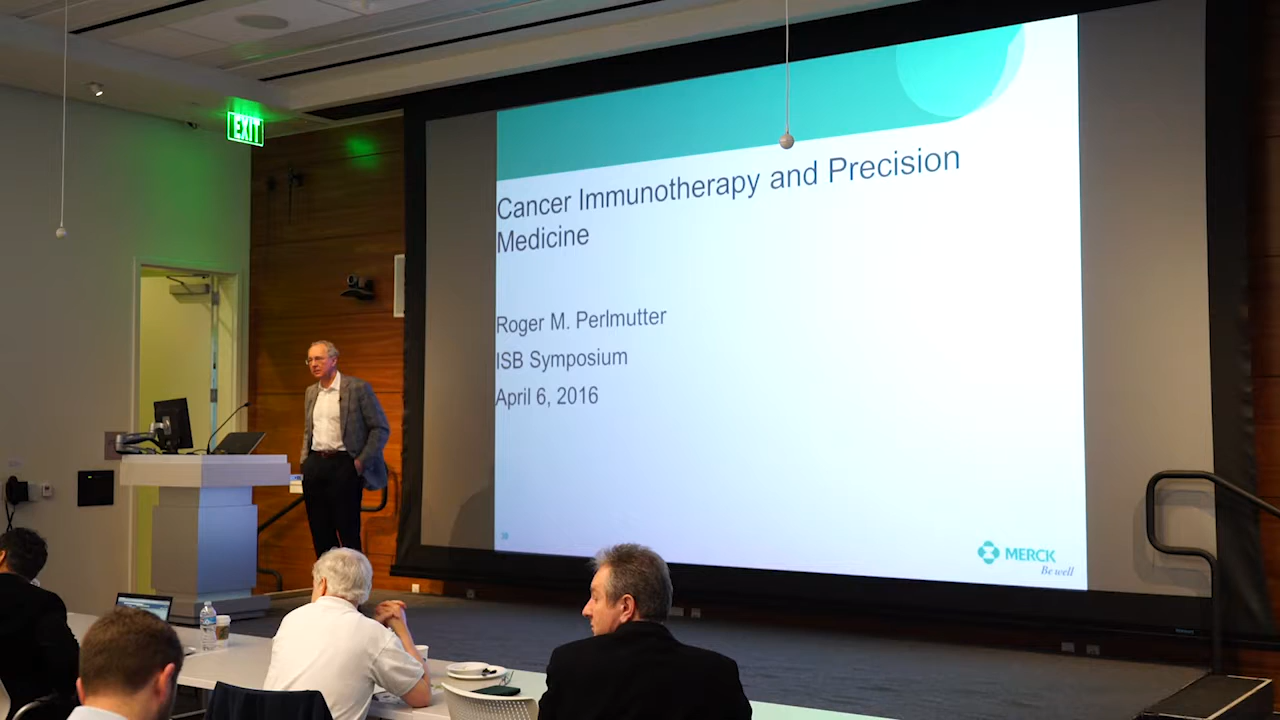 EXIT
Cancer Immunotherapy and Precision
Medicine
Roger M. Perlmutter
ISB Symposium
April 6, 2016
MERCK
Be well